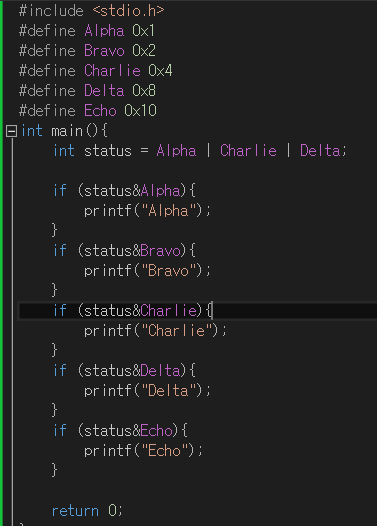 #include <stdio.h>
#define Alpha 0x1
#define Bravo 0x2
#define Charlie 0x4
#define Delta 0x8
#define Echo 0x10
int main(){
    int status = Alpha | Charlie | Delta;

    if (status&Alpha){
        printf("Alpha");
    }
    if (status&Bravo){
        printf("Bravo");
    }
    if (status&Charlie){
        printf("Charlie");
    }
    if (status&Delta){
        printf("Delta");
    }
    if (status&Echo){
        printf("Echo");
    }

    return 0;